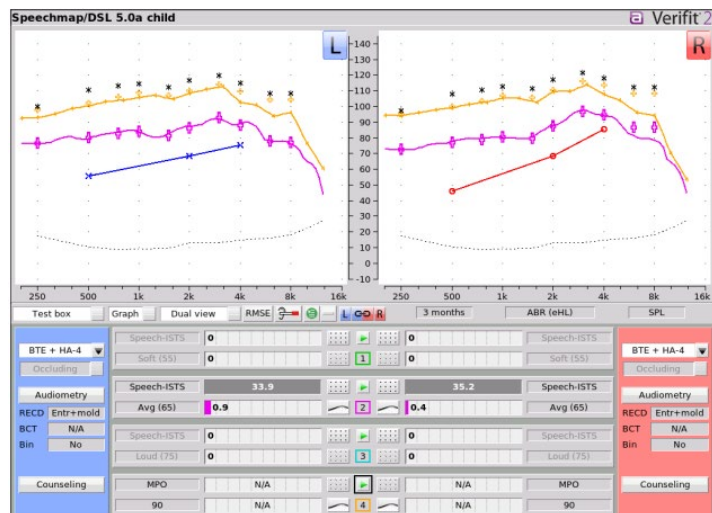 Speechmap/DSL 5.0a child
a Verifit 2
L
R
140
130
120
110
100
90
80
70
60
50
40
30
20
10
0
-10
250 500 1k 2k 4k 8k 16k
250 500 1k 2k 4k 8k 16k
Test box Graph Dual view RMSE L R 3 months ABR (eHL) SPL
BTE + HA-4
Occluding
Audiometry
RECD Entr+mold
BCT N/A
Bin No
Counseling
Speech-ISTS 0 0 Speech-ISTS
Soft (55) 0 1 0 Soft (55)
Speech-ISTS 33.9 35.2 Speech-ISTS
Avg (65) 0.9 2 0.4 Avg (65)
Speech-ISTS 0 0 Speech-ISTS
Loud (75) 0 3 0 Loud (75)
MPO N/A N/A MPO
90 N/A 4 N/A 90
BTE + HA-4
Occluding
Audiometry
RECD Entr+mold
BCT N/A
Bin No
Counseling